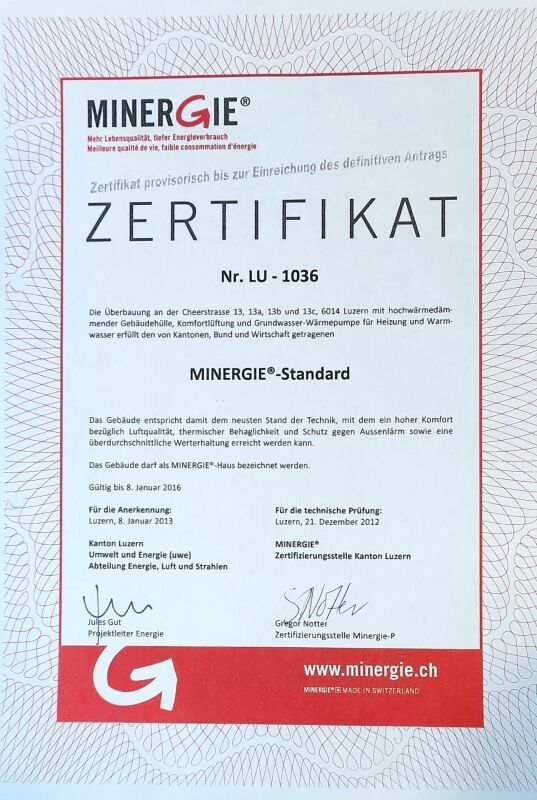 MINERGIE®
Mehr Lebensqualität, tiefer Energieverbrauch
Meilleure qualité de vie, faible consommation d'énergie
Zertifikat provisorisch bis zur Einreichung des definitiven Antrags
ZERTIFIKAT
Nr. LU - 1036
Die Überbauung an der Cheerstrasse 13, 13a, 13b und 13c, 6014 Luzern mit hochwärmedäm-
mender Gebäudehülle, Komfortlüftung und Grundwasser-Wärmepumpe für Heizung und Warm-
wasser erfüllt den von Kantonen, Bund und Wirtschaft getragenen
MINERGIE®-Standard
Das Gebäude entspricht damit dem neusten Stand der Technik, mit dem ein hoher Komfort
bezüglich Luftqualität, thermischer Behaglichkeit und Schutz gegen Aussenlärm sowie eine
überdurchschnittliche Werterhaltung erreicht werden kann.
Das Gebäude darf als MINERGIE®-Haus bezeichnet werden.
Gültig bis 8. Januar 2016
Für die Anerkennung:
Luzern, 8. Januar 2013
Kanton Luzern
Umwelt und Energie (uwe)
Abteilung Energie, Luft und Strahlen
Jules Gut
Projektleiter Energie
Für die technische Prüfung:
Luzern, 21. Dezember 2012
MINERGIE®
Zertifizierungsstelle Kanton Luzern
SNotter
Gregor Notter
Zertifizierungsstelle Minergie-P
www.minergie.ch
MINERGIE® MADE IN SWITZERLAND